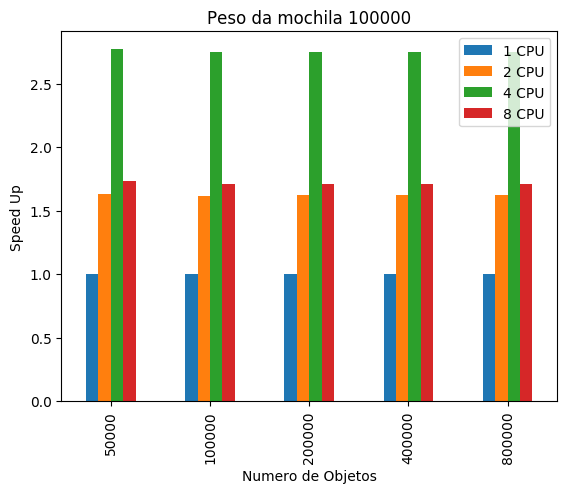 Peso da mochila 100000
1 CPU
2 CPU
4 CPU
8 CPU
Speed Up
2.5
2.0
1.5
1.0
0.5
0.0
50000
100000
200000
400000
800000
Numero de Objetos